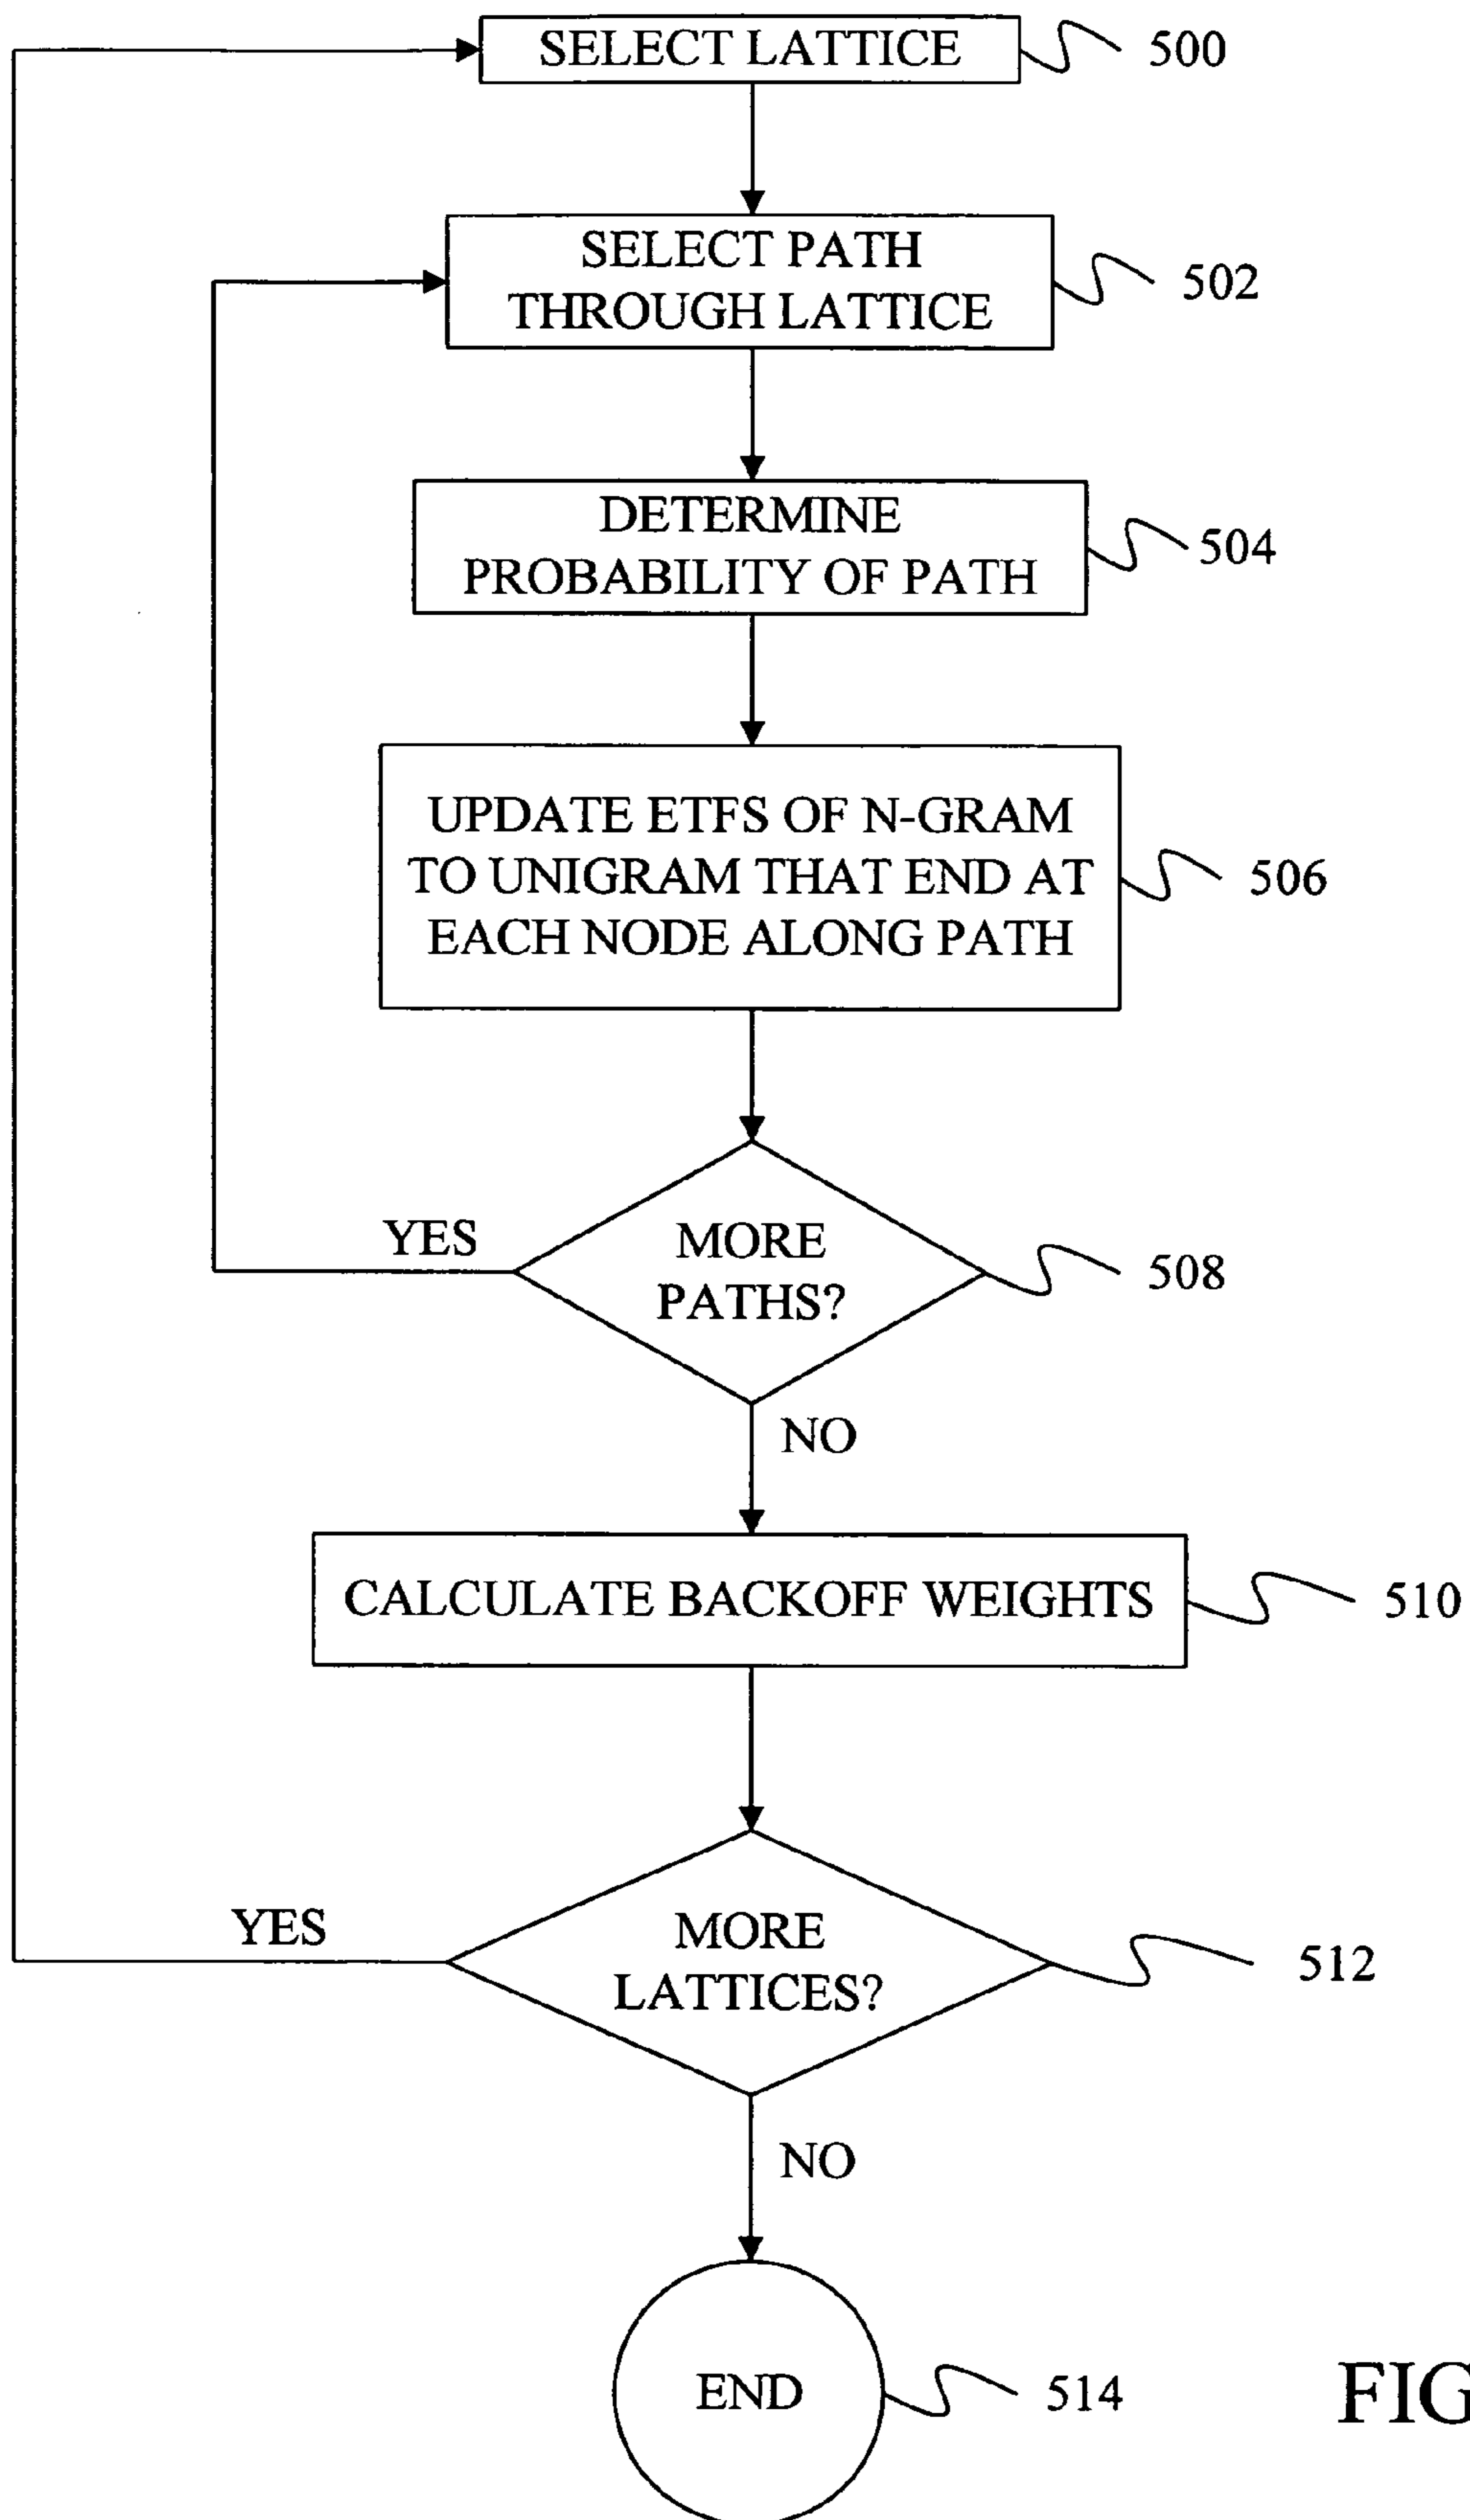 SELECT LATTICE
500
SELECT PATH
THROUGH LATTICE
502
DETERMINE
PROBABILITY OF PATH
504
UPDATE ETFS OF N-GRAM
TO UNIGRAM THAT END AT
EACH NODE ALONG PATH
506
MORE
PATHS?
YES
508
NO
CALCULATE BACKOFF WEIGHTS
510
MORE
LATTICES?
YES
512
NO
END
514
FIG